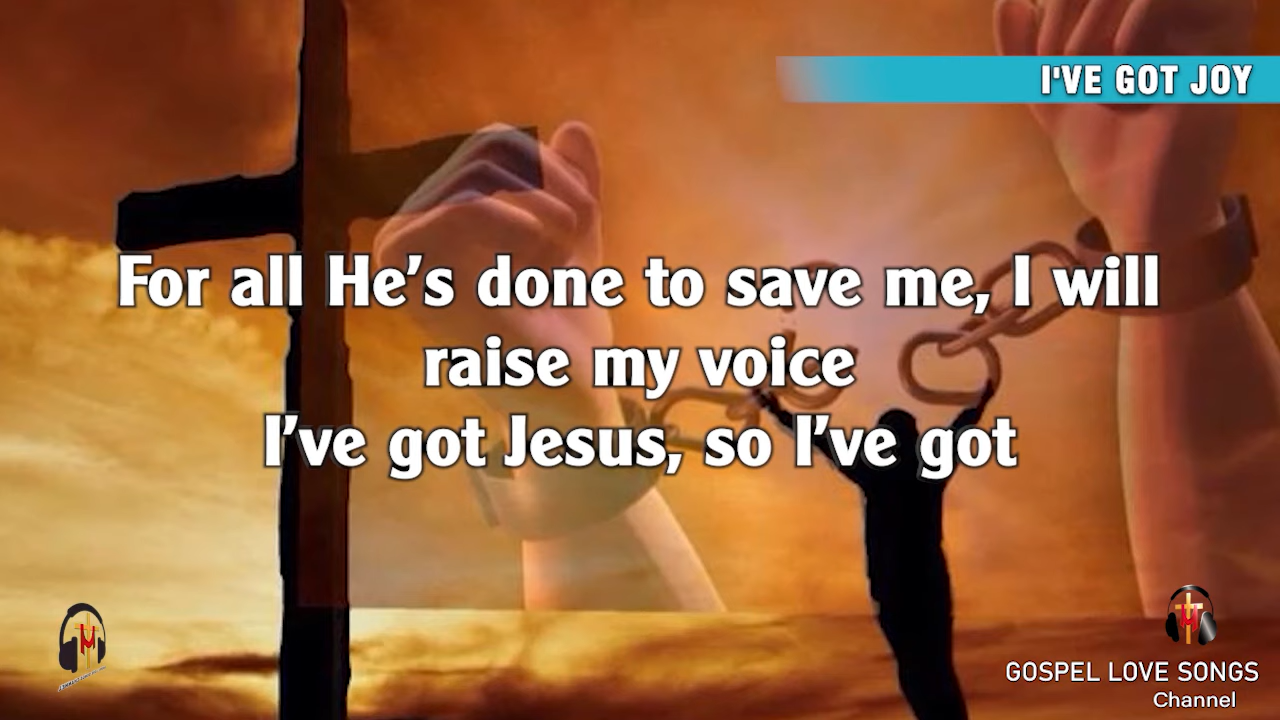 I'VE GOT JOY
For all He's done to save me, I will
raise my voice
I've got Jesus, so I've got
GOSPEL LOVE SONGS
Channel